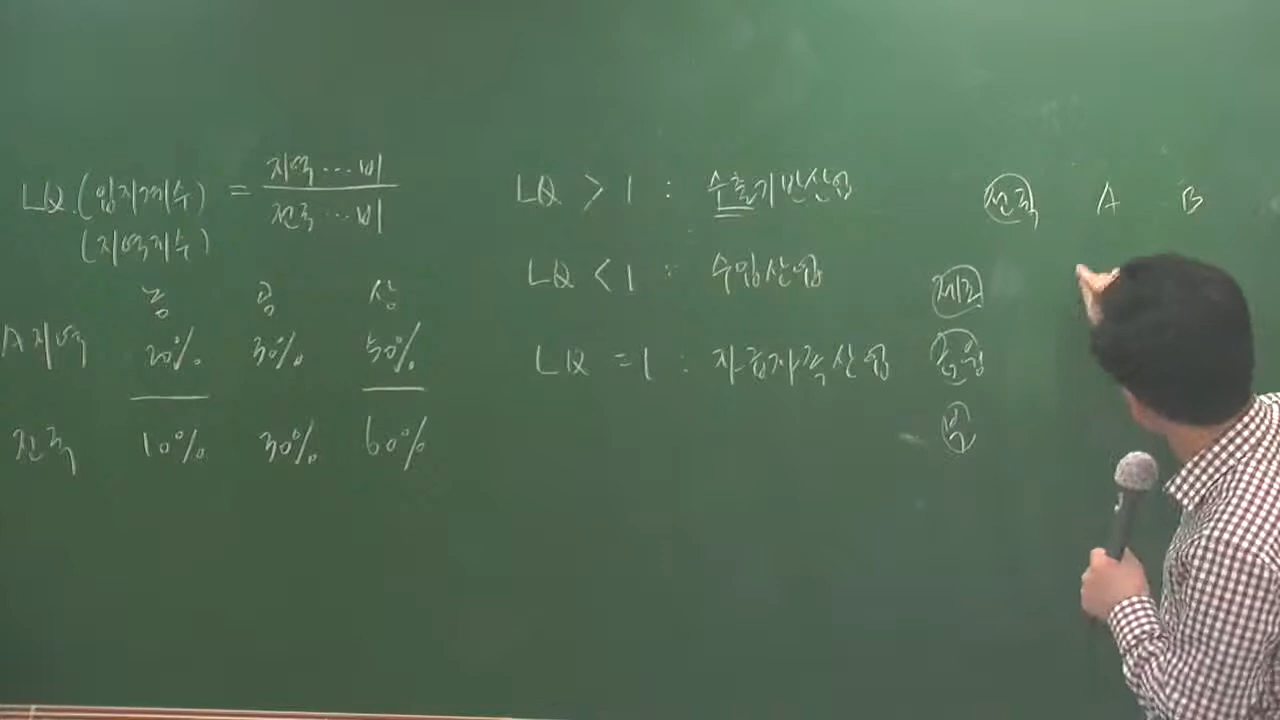 LQ (입지계수) = 지역…비 / 전국…비
(지역지수)
농 공 상
A지역 20% 30% 50%
전국 10% 30% 60%
LQ > 1 : 수출기반산업
LQ < 1 : 수입산업
LQ = 1 : 자급자족산업
전국 A B
제조
금융